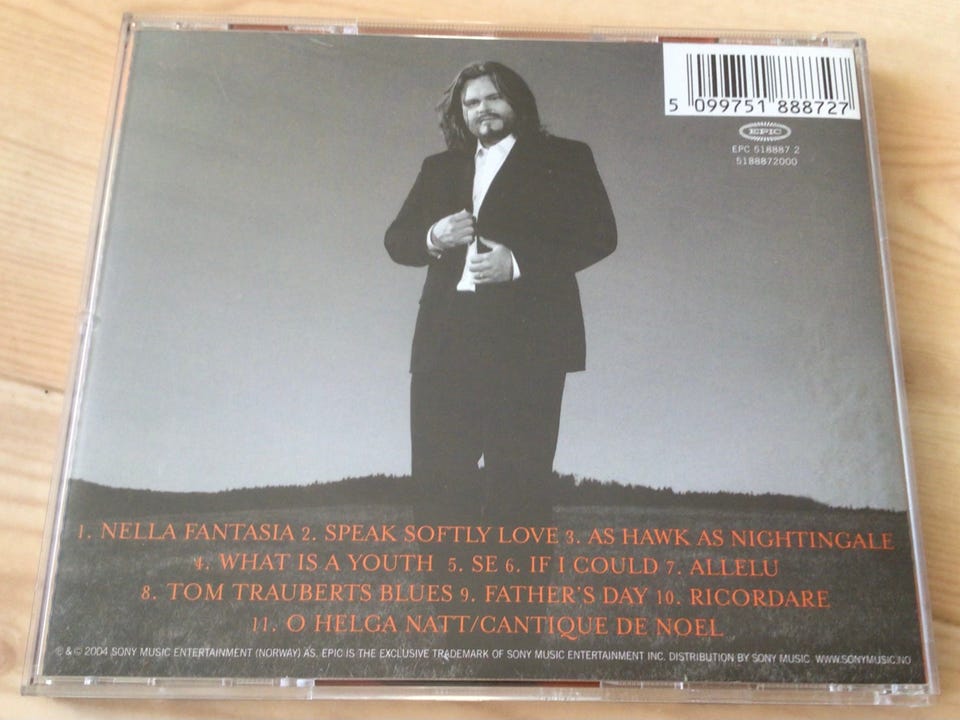 5 099751 888727
EPIC
EPC 518887 2
5188872000
1. NELLA FANTASIA 2. SPEAK SOFTLY LOVE 3. AS HAWK AS NIGHTINGALE
4. WHAT IS A YOUTH 5. SE 6. IF I COULD 7. ALLELU
8. TOM TRAUBERTS BLUES 9. FATHER'S DAY 10. RICORDARE
11. O HELGA NATT/CANTIQUE DE NOEL
℗ & © 2004 SONY MUSIC ENTERTAINMENT (NORWAY) AS. EPIC IS THE EXCLUSIVE TRADEMARK OF SONY MUSIC ENTERTAINMENT INC. DISTRIBUTION BY SONY MUSIC WWW.SONYMUSIC.NO